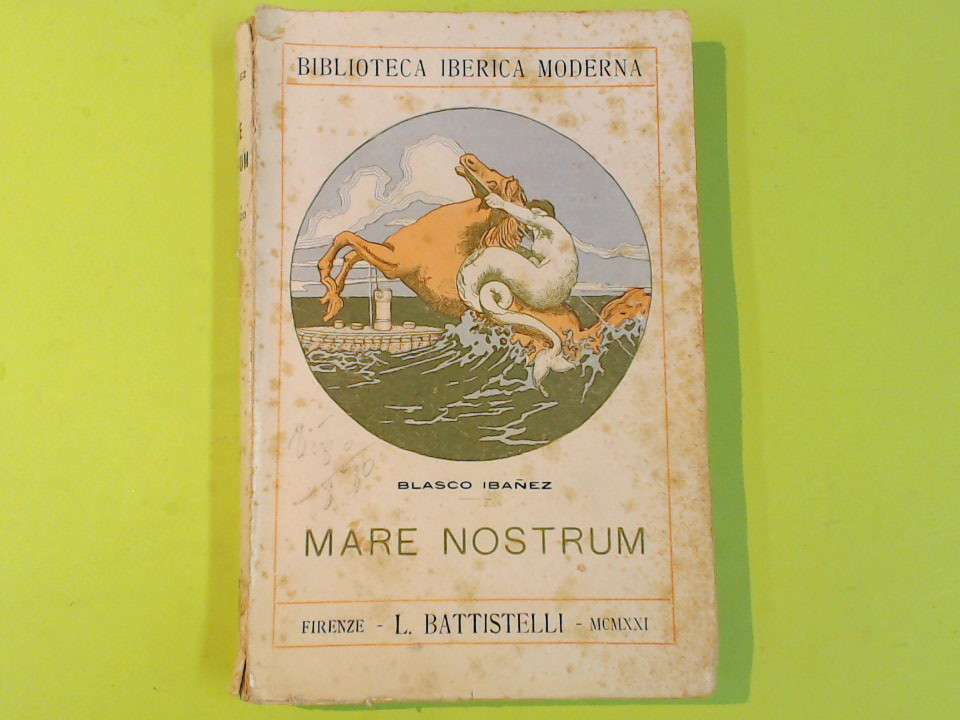 BIBLIOTECA IBERICA MODERNA
BLASCO IBAÑEZ
MARE NOSTRUM
FIRENZE - L. BATTISTELLI - MCMXXI